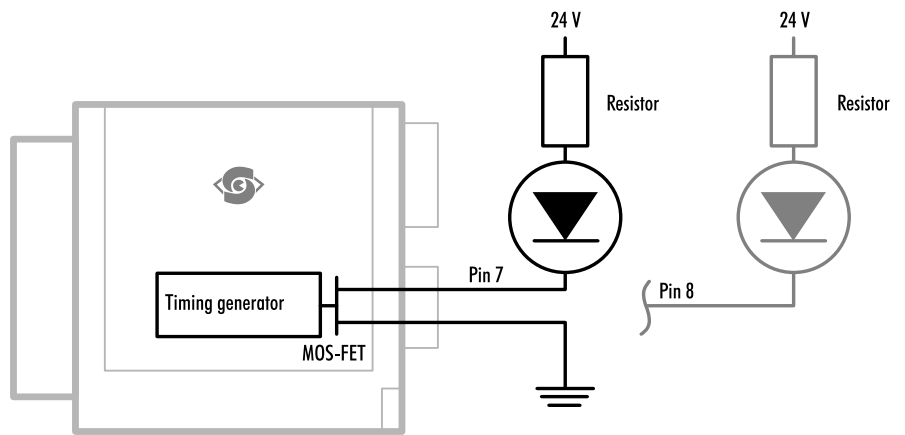 24 V
24 V
Resistor
Resistor
Pin 7
Pin 8
Timing generator
MOS-FET